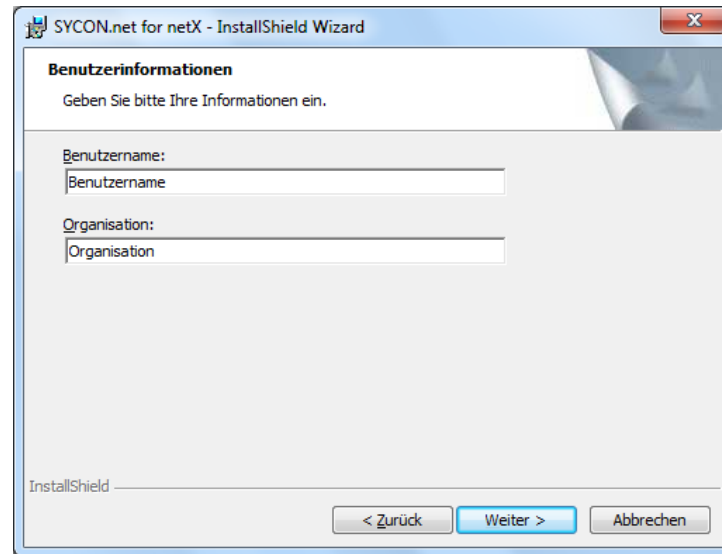 SYCON.net for netX - InstallShield Wizard
Benutzerinformationen
Geben Sie bitte Ihre Informationen ein.
Benutzername:
Benutzername
Organisation:
Organisation
InstallShield
< Zurück Weiter > Abbrechen